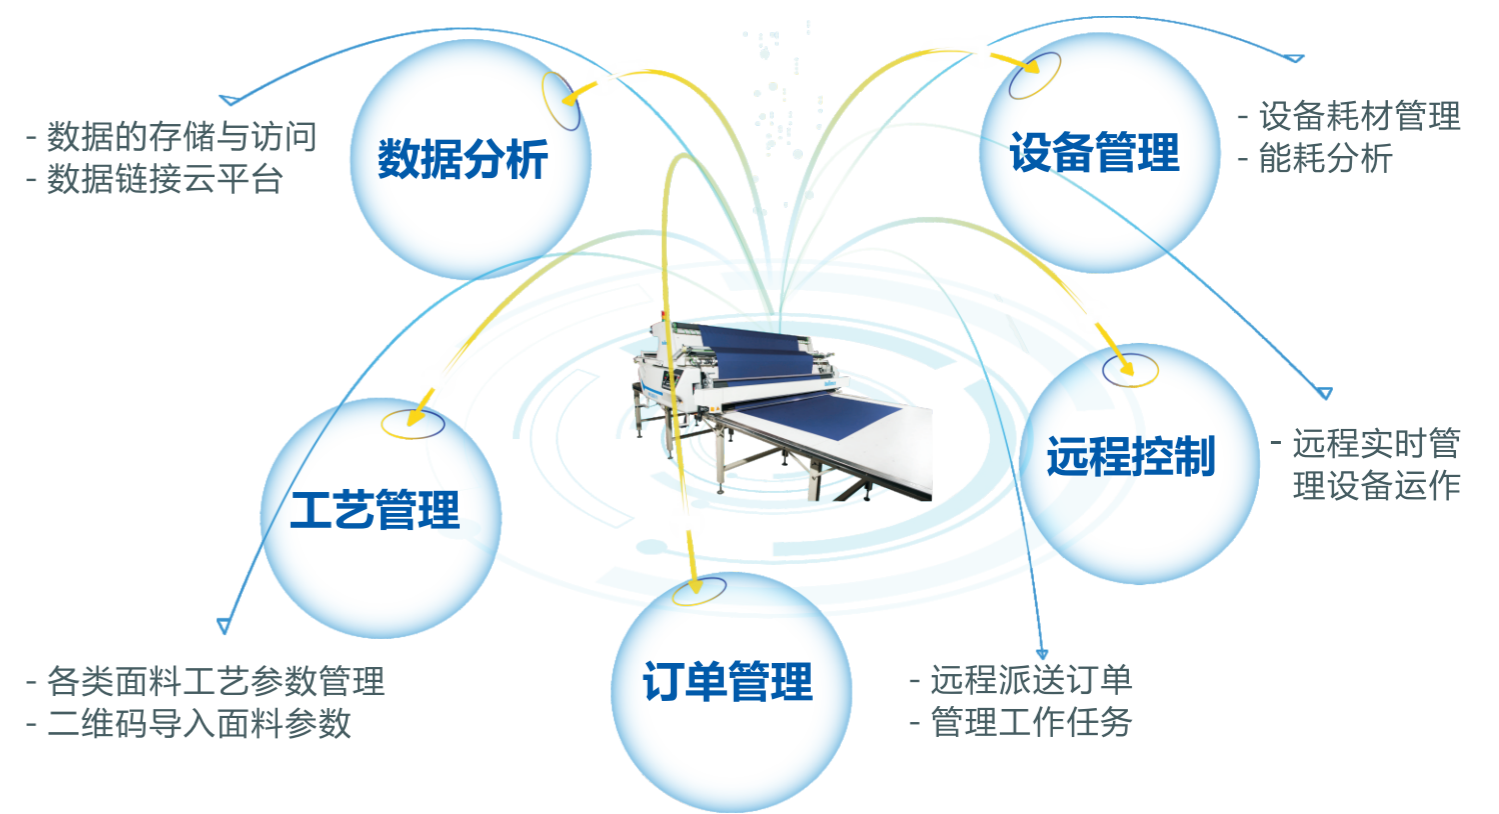 数据分析
- 数据的存储与访问
- 数据链接云平台
设备管理
- 设备耗材管理
- 能耗分析
远程控制
- 远程实时管
理设备运作
工艺管理
- 各类面料工艺参数管理
- 二维码导入面料参数
订单管理
- 远程派送订单
- 管理工作任务